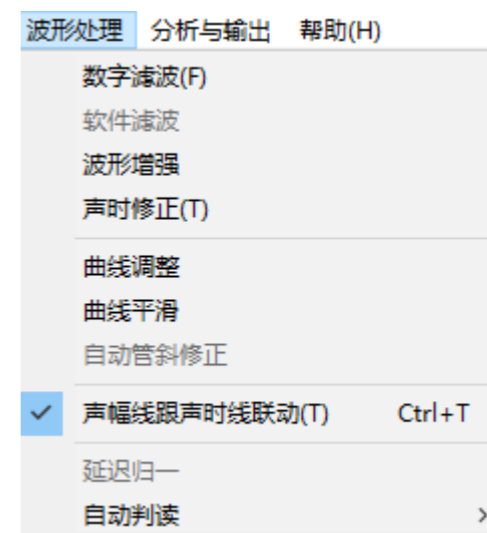 波形处理 分析与输出 帮助(H)
数字滤波(F)
软件滤波
波形增强
声时修正(T)
曲线调整
曲线平滑
自动管斜修正
声幅线跟声时线联动(T) Ctrl+T
延迟归一
自动判读